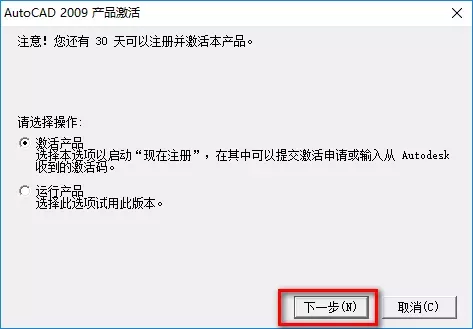 AutoCAD 2009 产品激活
注意！您还有 30 天可以注册并激活本产品。
请选择操作:
激活产品
选择本选项以启动“现在注册”，在其中可以提交激活申请或输入从 Autodesk
收到的激活码。
运行产品
选择此选项试用此版本。
下一步(N) 取消(C)